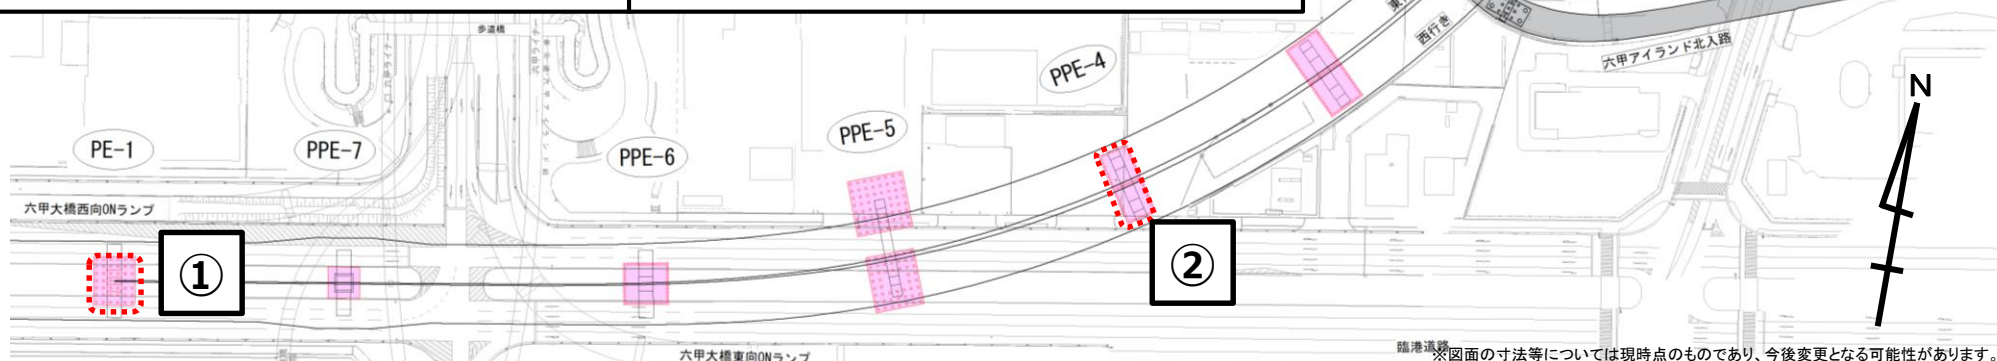 歩道橋
東
西行き
六甲アイランド北入路
PPE-4
N
PPE-5
PE-1
PPE-7
PPE-6
六甲大橋西向ONランプ
①
②
六甲大橋東向ONランプ
臨港道路
※図面の寸法等については現時点のものであり、今後変更となる可能性があります。